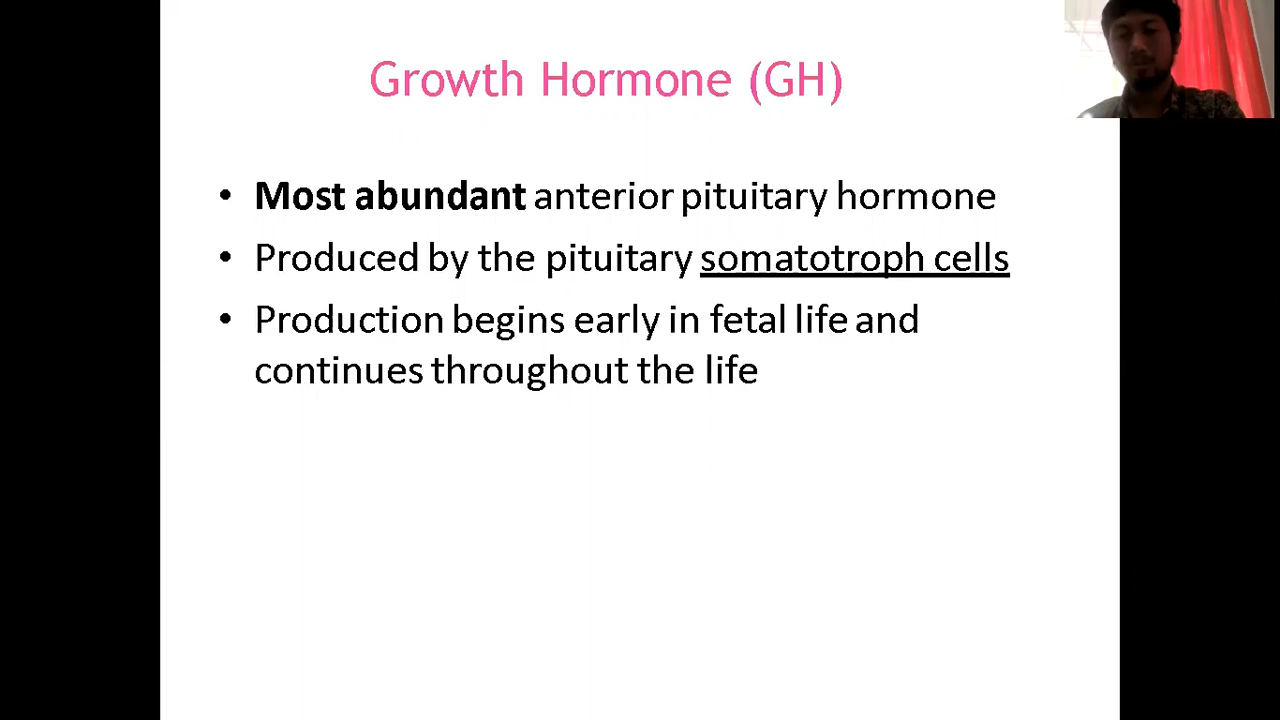 Growth Hormone (GH)
• Most abundant anterior pituitary hormone
• Produced by the pituitary somatotroph cells
• Production begins early in fetal life and
continues throughout the life